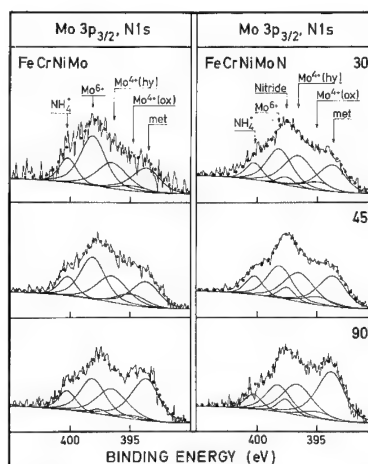 Mo 3p3/2, N1s Mo 3p3/2, N1s
FeCrNiMo FeCrNiMoN 30
NH4+ Mo6+ Mo4+(hy) Mo4+(ox) met
NH4+ Mo6+ Nitride Mo4+(hy) Mo4+(ox) met
45
90
400 395 400 395
BINDING ENERGY (eV)